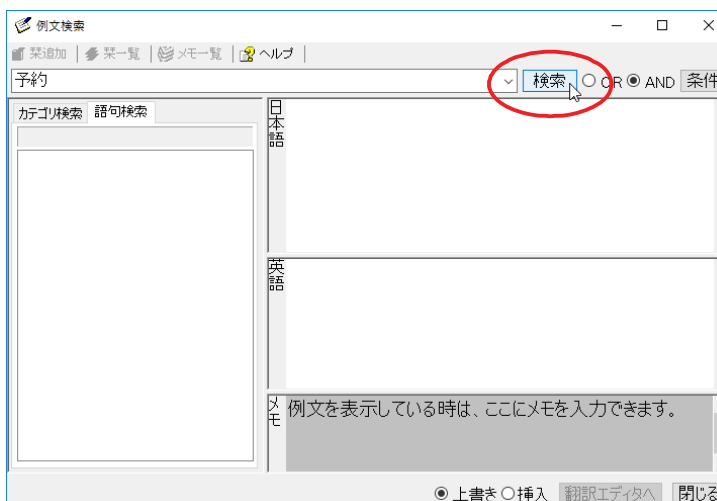 例文検索
栞追加 栞一覧 メモ一覧 ヘルプ
予約 検索 OR AND 条件
カテゴリ検索 語句検索
日本語
英語
メモ
例文を表示している時は、ここにメモを入力できます。
上書き 挿入 翻訳エディタへ 閉じる